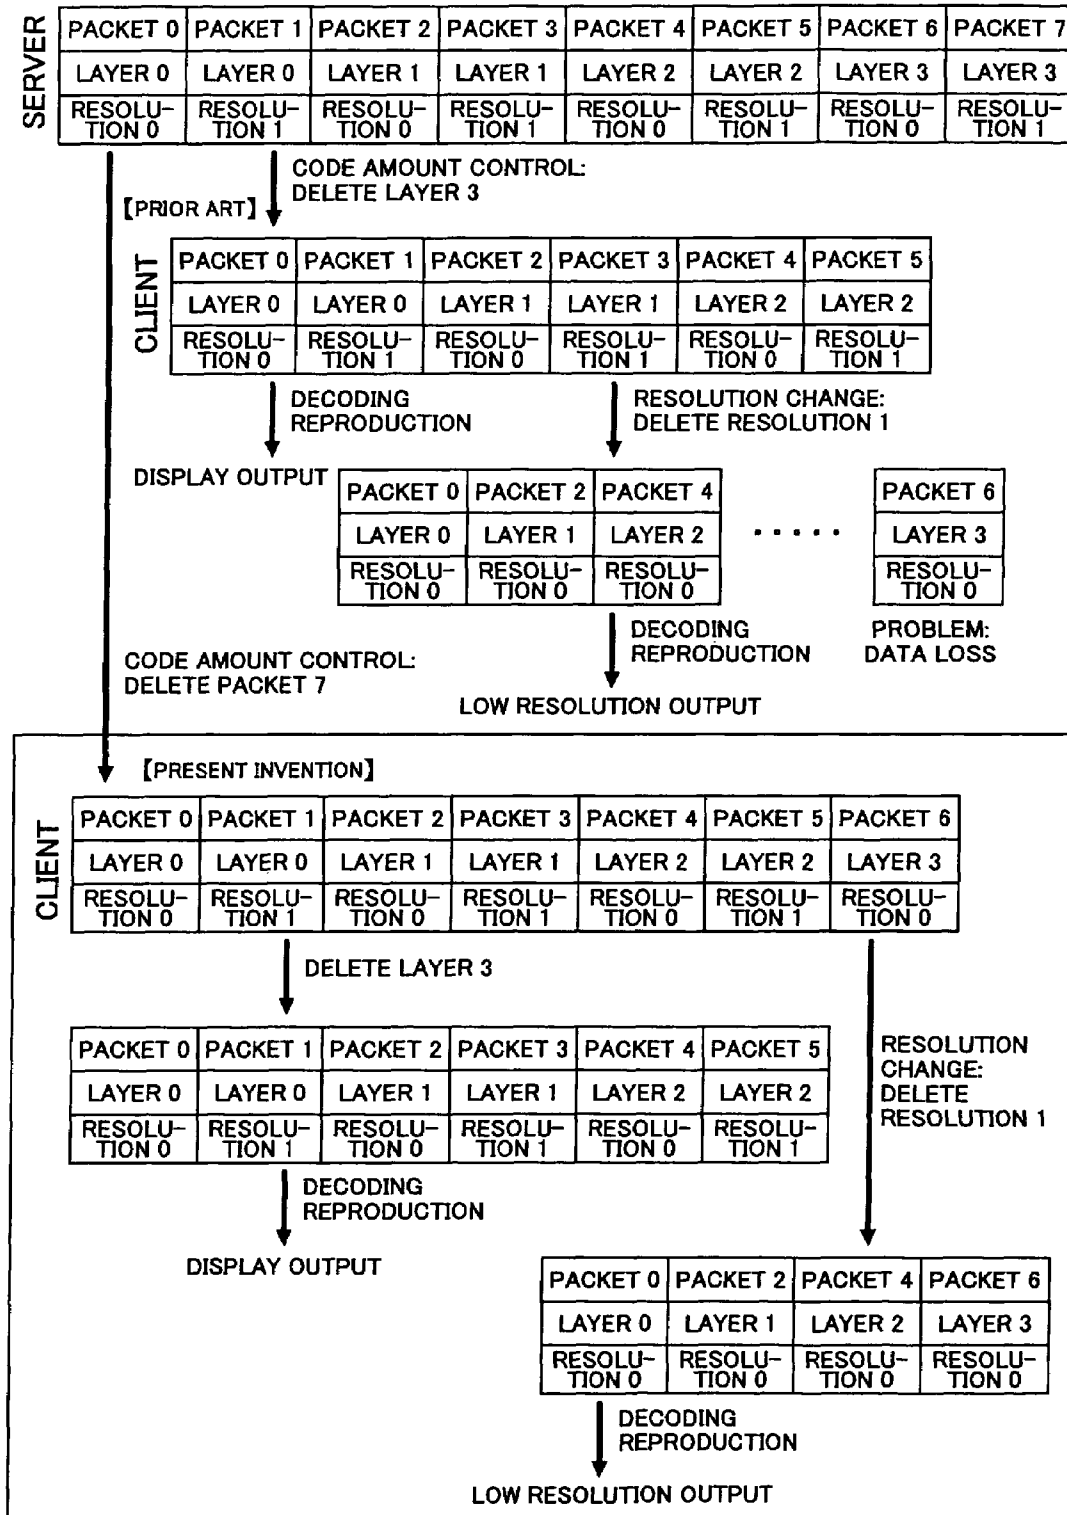 SERVER
PACKET 0 PACKET 1 PACKET 2 PACKET 3 PACKET 4 PACKET 5 PACKET 6 PACKET 7
LAYER 0 LAYER 0 LAYER 1 LAYER 1 LAYER 2 LAYER 2 LAYER 3 LAYER 3
RESOLU- RESOLU- RESOLU- RESOLU- RESOLU- RESOLU- RESOLU- RESOLU-
TION 0 TION 1 TION 0 TION 1 TION 0 TION 1 TION 0 TION 1
CODE AMOUNT CONTROL:
DELETE LAYER 3
【PRIOR ART】
CLIENT
PACKET 0 PACKET 1 PACKET 2 PACKET 3 PACKET 4 PACKET 5
LAYER 0 LAYER 0 LAYER 1 LAYER 1 LAYER 2 LAYER 2
RESOLU- RESOLU- RESOLU- RESOLU- RESOLU- RESOLU-
TION 0 TION 1 TION 0 TION 1 TION 0 TION 1
DECODING
REPRODUCTION
RESOLUTION CHANGE:
DELETE RESOLUTION 1
DISPLAY OUTPUT
PACKET 0 PACKET 2 PACKET 4 PACKET 6
LAYER 0 LAYER 1 LAYER 2 ..... LAYER 3
RESOLU- RESOLU- RESOLU- RESOLU-
TION 0 TION 0 TION 0 TION 0
DECODING
REPRODUCTION
PROBLEM:
DATA LOSS
CODE AMOUNT CONTROL:
DELETE PACKET 7
LOW RESOLUTION OUTPUT
【PRESENT INVENTION】
CLIENT
PACKET 0 PACKET 1 PACKET 2 PACKET 3 PACKET 4 PACKET 5 PACKET 6
LAYER 0 LAYER 0 LAYER 1 LAYER 1 LAYER 2 LAYER 2 LAYER 3
RESOLU- RESOLU- RESOLU- RESOLU- RESOLU- RESOLU- RESOLU-
TION 0 TION 1 TION 0 TION 1 TION 0 TION 1 TION 0
DELETE LAYER 3
PACKET 0 PACKET 1 PACKET 2 PACKET 3 PACKET 4 PACKET 5
LAYER 0 LAYER 0 LAYER 1 LAYER 1 LAYER 2 LAYER 2
RESOLU- RESOLU- RESOLU- RESOLU- RESOLU- RESOLU-
TION 0 TION 1 TION 0 TION 1 TION 0 TION 1
RESOLUTION
CHANGE:
DELETE
RESOLUTION 1
DECODING
REPRODUCTION
DISPLAY OUTPUT
PACKET 0 PACKET 2 PACKET 4 PACKET 6
LAYER 0 LAYER 1 LAYER 2 LAYER 3
RESOLU- RESOLU- RESOLU- RESOLU-
TION 0 TION 0 TION 0 TION 0
DECODING
REPRODUCTION
LOW RESOLUTION OUTPUT